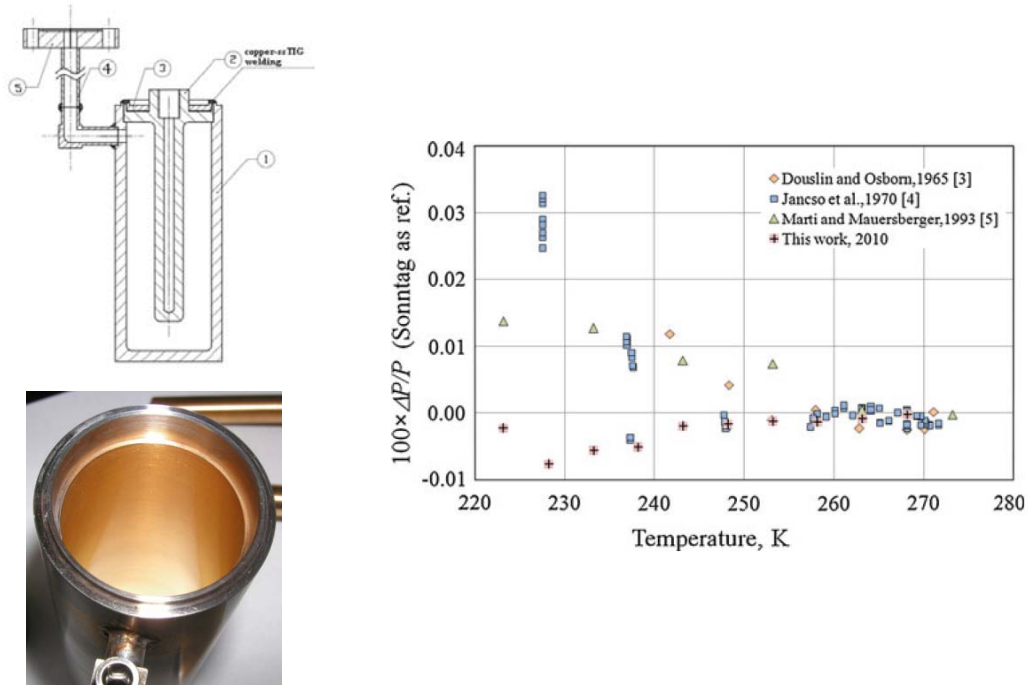 copper-ss TIG
welding
2
3
4
5
1
0.04
0.03
0.02
0.01
0.00
-0.01
100× ΔP/P (Sonntag as ref.)
Douslin and Osborn,1965 [3]
Jancso et al.,1970 [4]
Marti and Mauersberger,1993 [5]
This work, 2010
220 230 240 250 260 270 280
Temperature, K